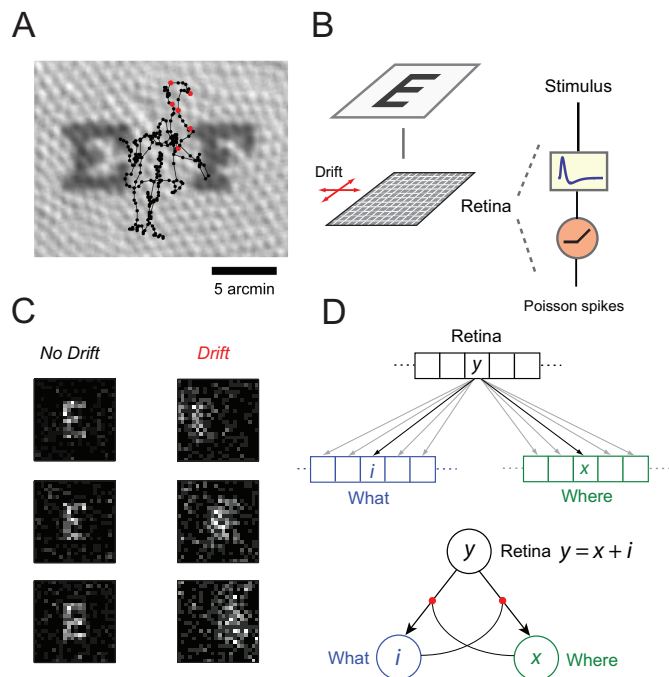 A
E F
5 arcmin
B
E
Drift
Retina
Stimulus
Poisson spikes
C
No Drift
Drift
E E
E E
E
D
Retina
y
i
x
What
Where
y
Retina y = x + i
What
i
x
Where